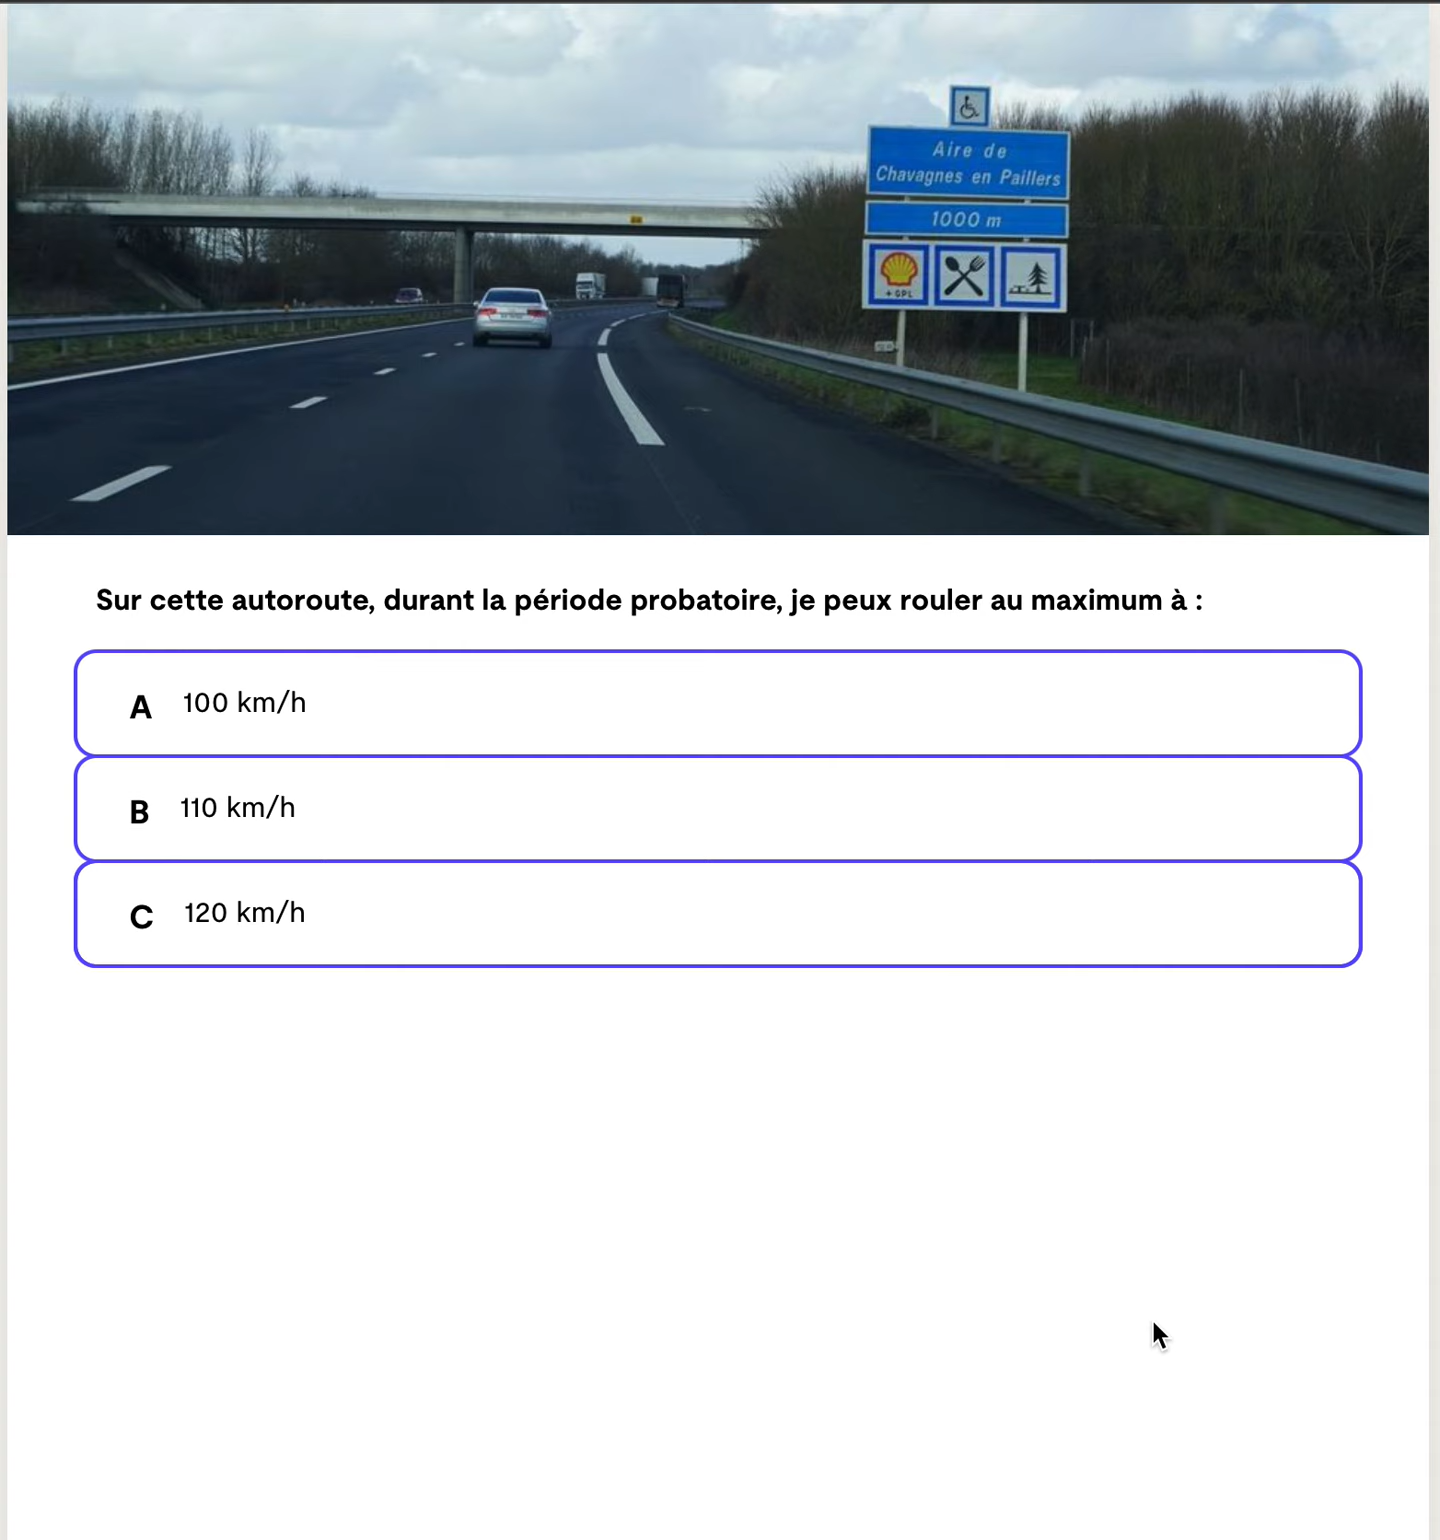 Aire de
Chavagnes en Paillers
1000 m
+ GPL
Sur cette autoroute, durant la période probatoire, je peux rouler au maximum à :
A 100 km/h
B 110 km/h
C 120 km/h